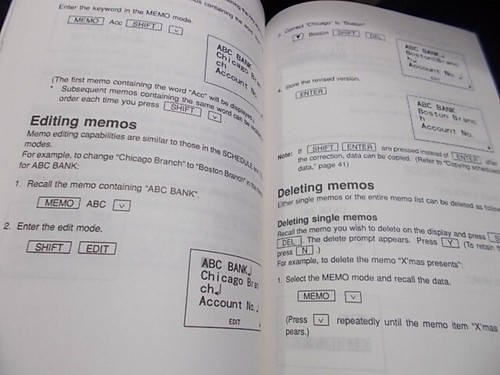 Enter the keyword in the MEMO mode.
MEMO Acc SHIFT v
ABC BANK
Chicago
ch
Account
(The first memo containing the word "Acc" will be displayed.)
* Subsequent memos containing the same word can be
order each time you press SHIFT v
Editing memos
Memo editing capabilities are similar to those in the SCHEDULE
modes.
For example, to change "Chicago Branch" to "Boston Branch" in the
for ABC BANK:
1. Recall the memo containing "ABC BANK".
MEMO ABC v
2. Enter the edit mode.
SHIFT EDIT
ABC BANK
Chicago Bran
ch
Account No.
EDIT
3. Correct "Chicago" to "Boston".
▼ Boston SHIFT DEL
ABC BANK
Boston Bran
ch
Account No.
4. Store the revised version.
ENTER
ABC BANK
Boston Branc
h
Account No.
Note: If SHIFT ENTER are pressed instead of ENTER after
the correction, data can be copied. (Refer to "Copying schedule
data," page 41)
Deleting memos
Either single memos or the entire memo list can be deleted as follow
Deleting single memos
Recall the memo you wish to delete on the display and press S
DEL. The delete prompt appears. Press Y. (To retain
press N.)
For example, to delete the memo "X'mas presents":
1. Select the MEMO mode and recall the data.
MEMO v
(Press v repeatedly until the memo item "X'mas
pears.)